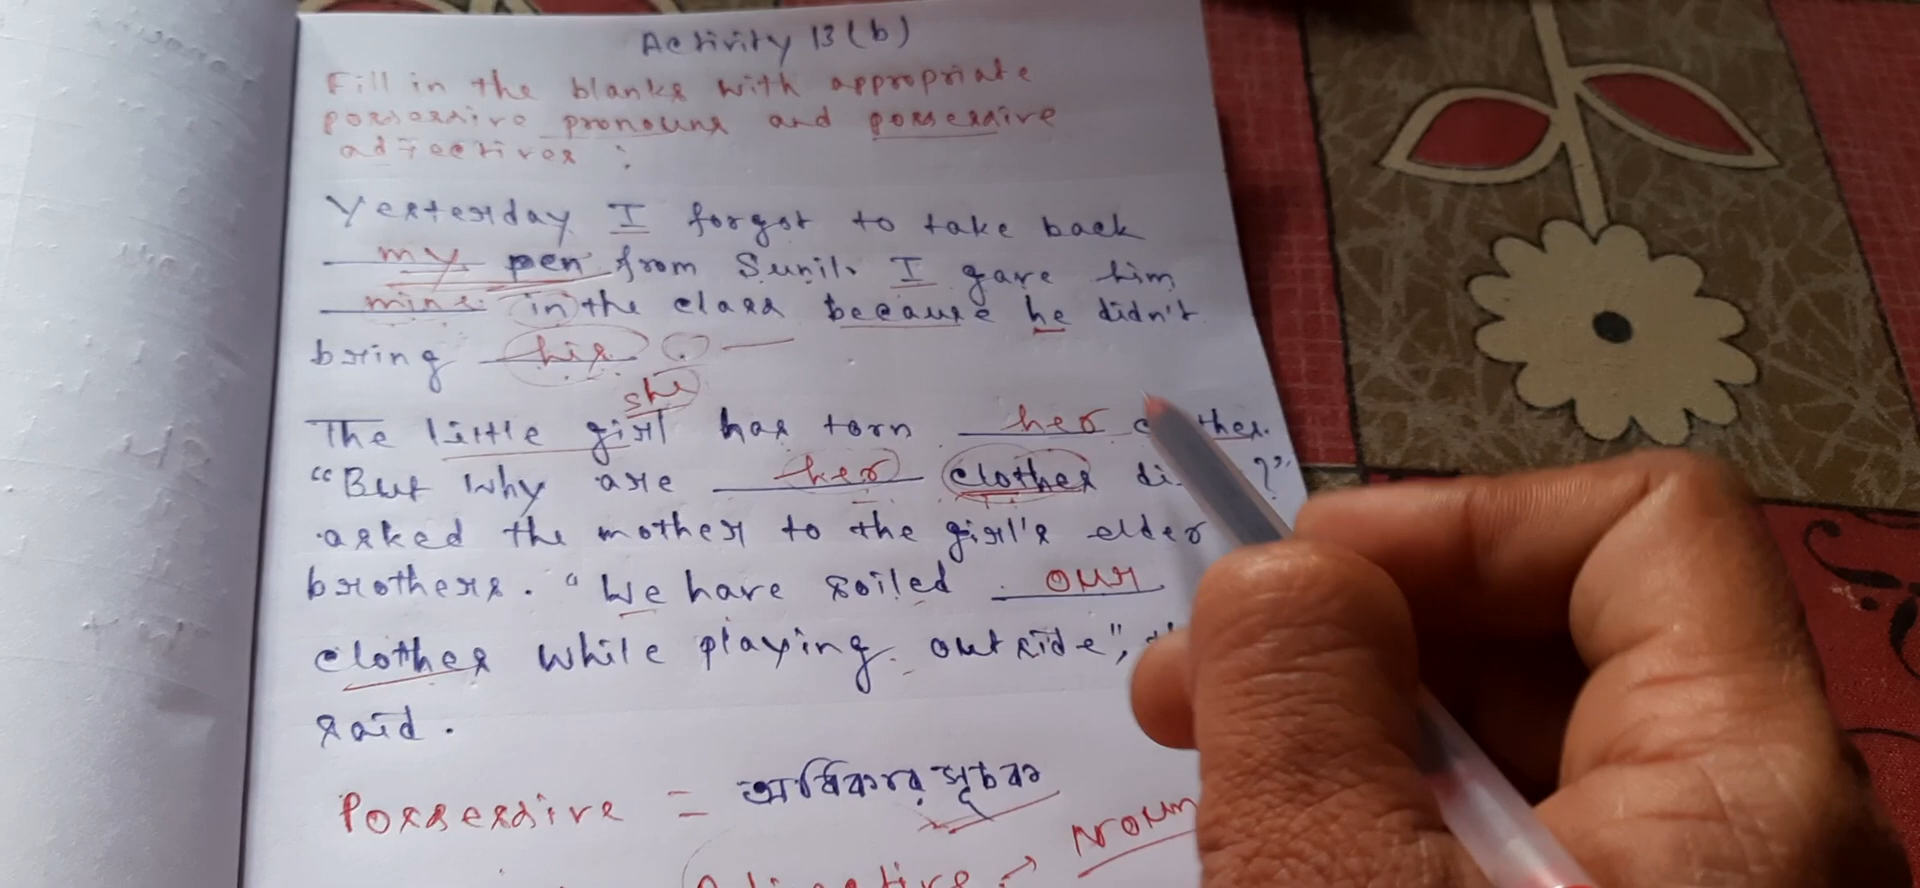 Activity 13 (b)
Fill in the blanks with appropriate
possessive pronouns and possessive
adjectives :
Yesterday I forgot to take back
my pen from Sunil. I gave him
mine in the class because he didn't
bring his .
she
The little girl has torn her
"But why are her clothes ?"
asked the mother to the girl's elder
brothers. "We have soiled our
clothes while playing outside",
said.
Possessive = অধিকার সূচক
Noun